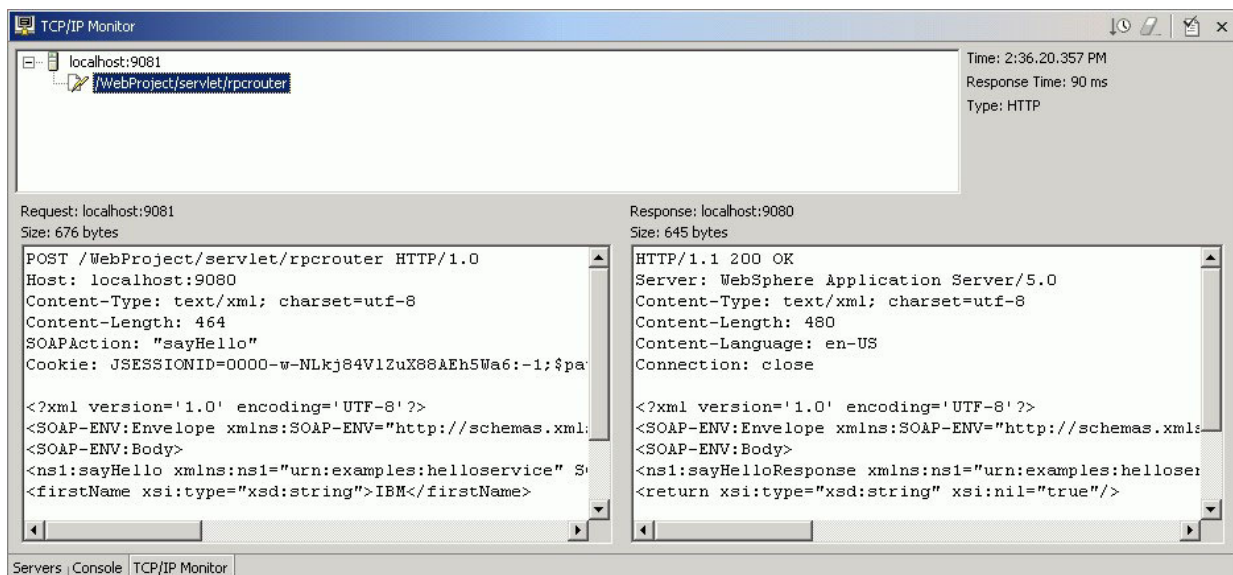 TCP/IP Monitor
localhost:9081
/WebProject/servlet/rpcrouter
Time: 2:36.20.357 PM
Response Time: 90 ms
Type: HTTP
Request: localhost:9081
Size: 676 bytes
POST /WebProject/servlet/rpcrouter HTTP/1.0
Host: localhost:9080
Content-Type: text/xml; charset=utf-8
Content-Length: 464
SOAPAction: "sayHello"
Cookie: JSESSIONID=0000-w-NLkj84VlZuX88AEh5Wa6:-1;$pa
<?xml version='1.0' encoding='UTF-8'?>
<SOAP-ENV:Envelope xmlns:SOAP-ENV="http://schemas.xml
<SOAP-ENV:Body>
<ns1:sayHello xmlns:ns1="urn:examples:helloservice" S
<firstName xsi:type="xsd:string">IBM</firstName>
Response: localhost:9080
Size: 645 bytes
HTTP/1.1 200 OK
Server: WebSphere Application Server/5.0
Content-Type: text/xml; charset=utf-8
Content-Length: 480
Content-Language: en-US
Connection: close
<?xml version='1.0' encoding='UTF-8'?>
<SOAP-ENV:Envelope xmlns:SOAP-ENV="http://schemas.xmls
<SOAP-ENV:Body>
<ns1:sayHelloResponse xmlns:ns1="urn:examples:helloser
<return xsi:type="xsd:string" xsi:nil="true"/>
Servers Console TCP/IP Monitor